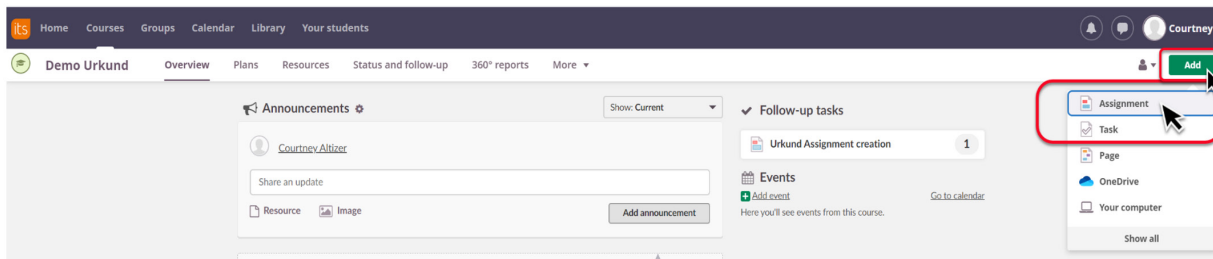 its Home Courses Groups Calendar Library Your students Courtney
Demo Urkund Overview Plans Resources Status and follow-up 360° reports More Add
Announcements Show: Current
Courtney Altizer
Share an update
Resource Image Add announcement
Follow-up tasks
Urkund Assignment creation 1
Events
Add event Go to calendar
Here you'll see events from this course.
Assignment
Task
Page
OneDrive
Your computer
Show all